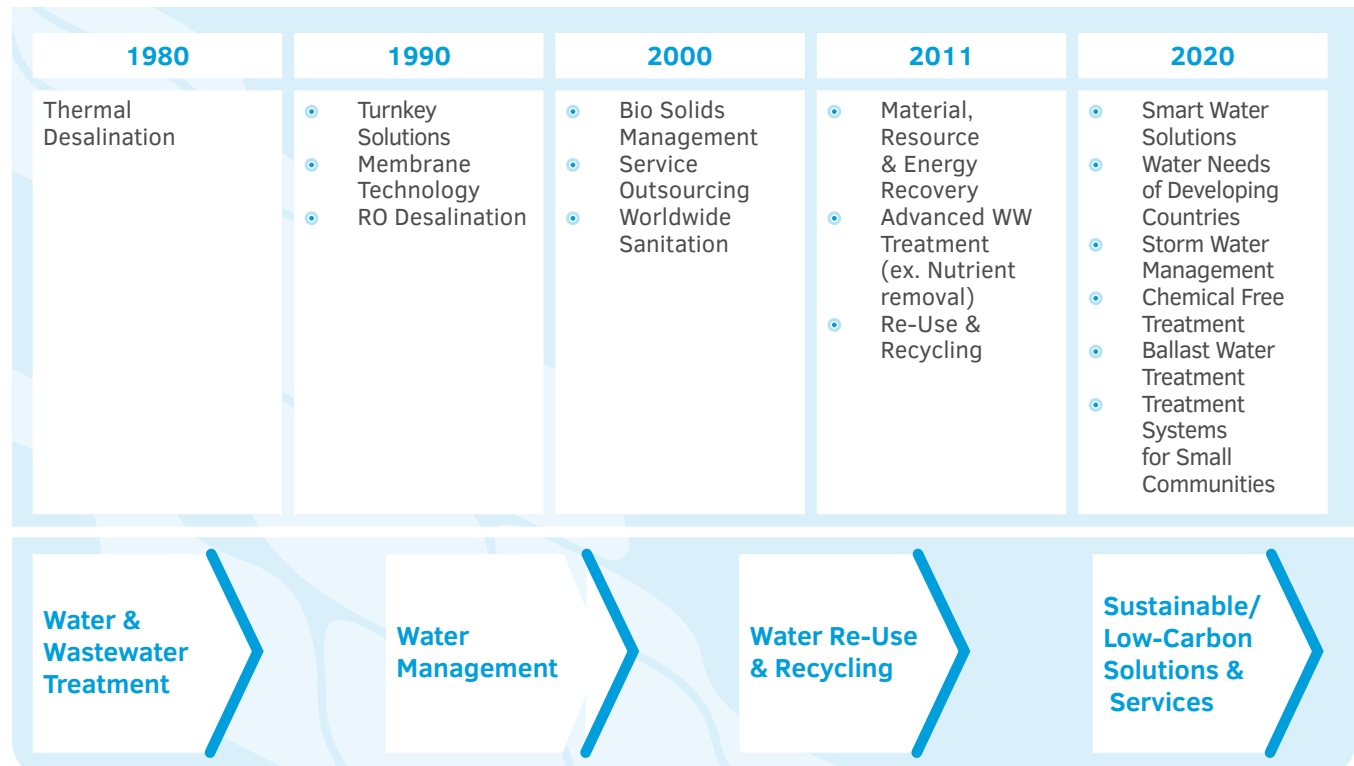 1980
1990
2000
2011
2020
Thermal
Desalination
Turnkey
Solutions
Membrane
Technology
RO Desalination
Bio Solids
Management
Service
Outsourcing
Worldwide
Sanitation
Material,
Resource
& Energy
Recovery
Advanced WW
Treatment
(ex. Nutrient
removal)
Re-Use &
Recycling
Smart Water
Solutions
Water Needs
of Developing
Countries
Storm Water
Management
Chemical Free
Treatment
Ballast Water
Treatment
Treatment
Systems
for Small
Communities
Water &
Wastewater
Treatment
Water
Management
Water Re-Use
& Recycling
Sustainable/
Low-Carbon
Solutions &
Services